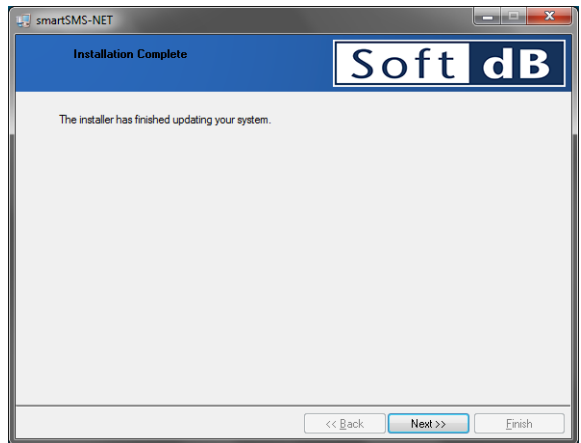 smartSMS-NET
Installation Complete
Soft dB
The installer has finished updating your system.
<< Back
Next >>
Finish